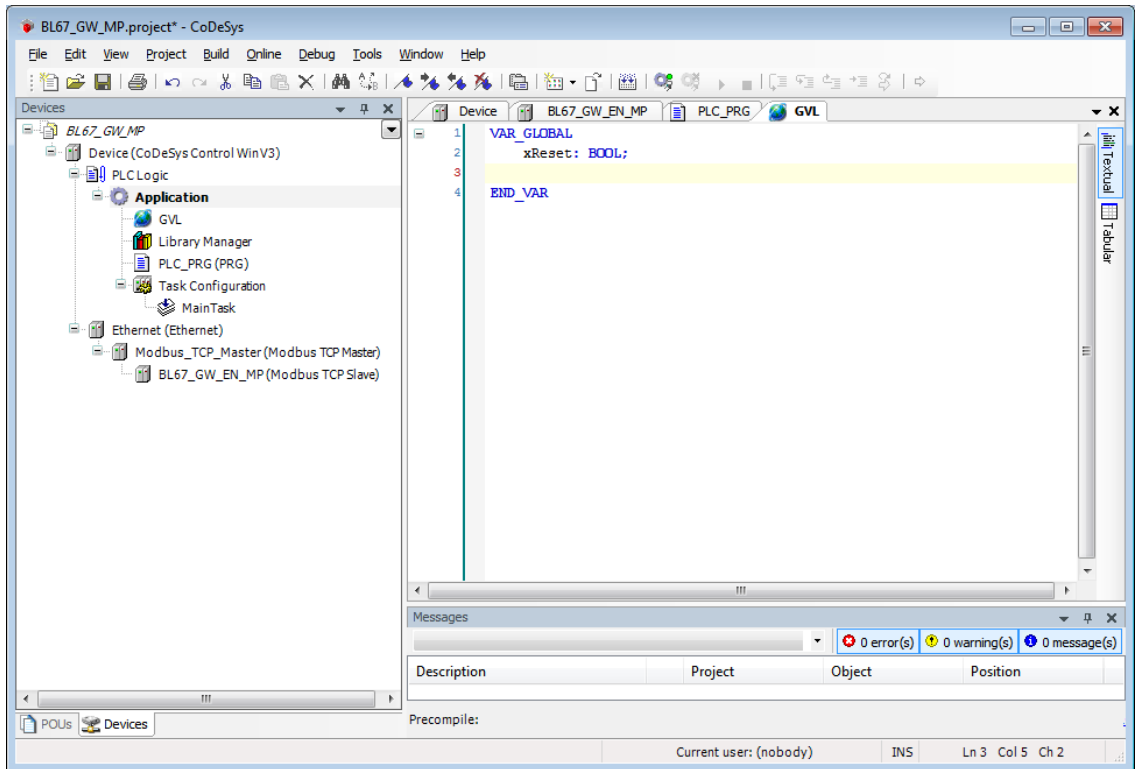 BL67_GW_MP.project* - CoDeSys
File Edit View Project Build Online Debug Tools Window Help
Devices
BL67_GW_MP
Device (CoDeSys Control Win V3)
PLC Logic
Application
GVL
Library Manager
PLC_PRG (PRG)
Task Configuration
MainTask
Ethernet (Ethernet)
Modbus_TCP_Master (Modbus TCP Master)
BL67_GW_EN_MP (Modbus TCP Slave)
POUs Devices
Device BL67_GW_EN_MP PLC_PRG GVL
1 VAR_GLOBAL
2 xReset: BOOL;
3
4 END_VAR
Textual
Tabular
Messages
0 error(s) 0 warning(s) 0 message(s)
Description Project Object Position
Precompile:
Current user: (nobody) INS Ln 3 Col 5 Ch 2